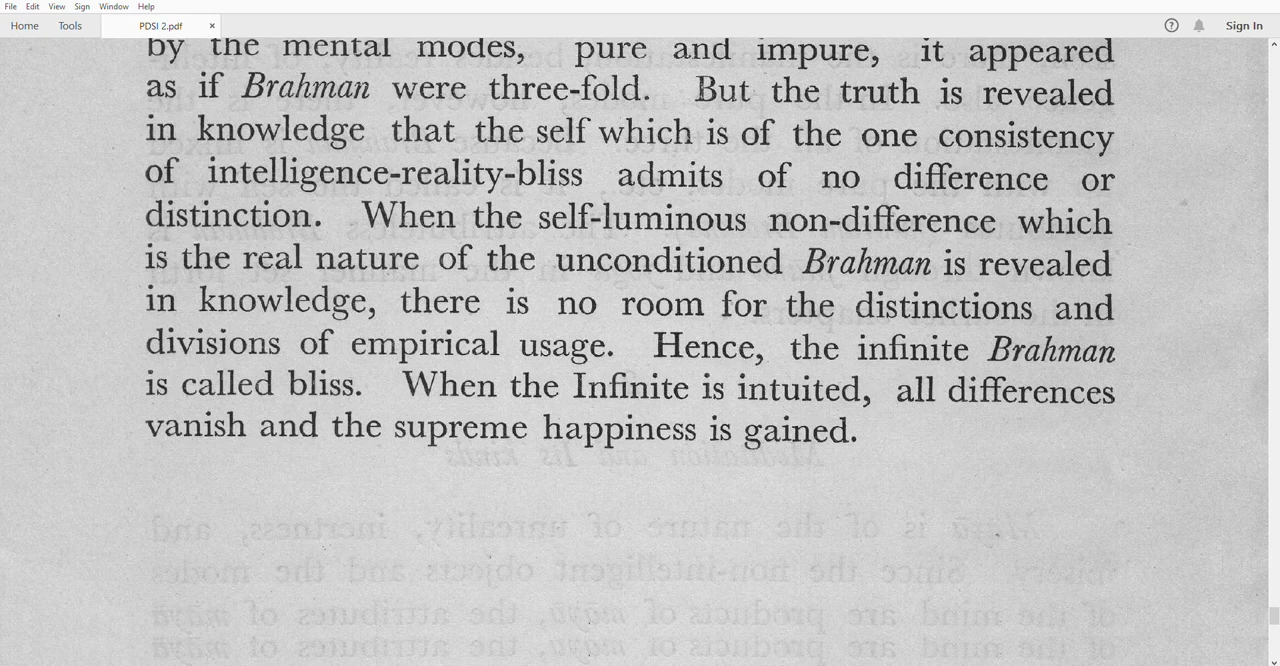 File Edit View Sign Window Help
Home Tools PDSI 2.pdf × Sign In
by the mental modes, pure and impure, it appeared
as if Brahman were three-fold. But the truth is revealed
in knowledge that the self which is of the one consistency
of intelligence-reality-bliss admits of no difference or
distinction. When the self-luminous non-difference which
is the real nature of the unconditioned Brahman is revealed
in knowledge, there is no room for the distinctions and
divisions of empirical usage. Hence, the infinite Brahman
is called bliss. When the Infinite is intuited, all differences
vanish and the supreme happiness is gained.